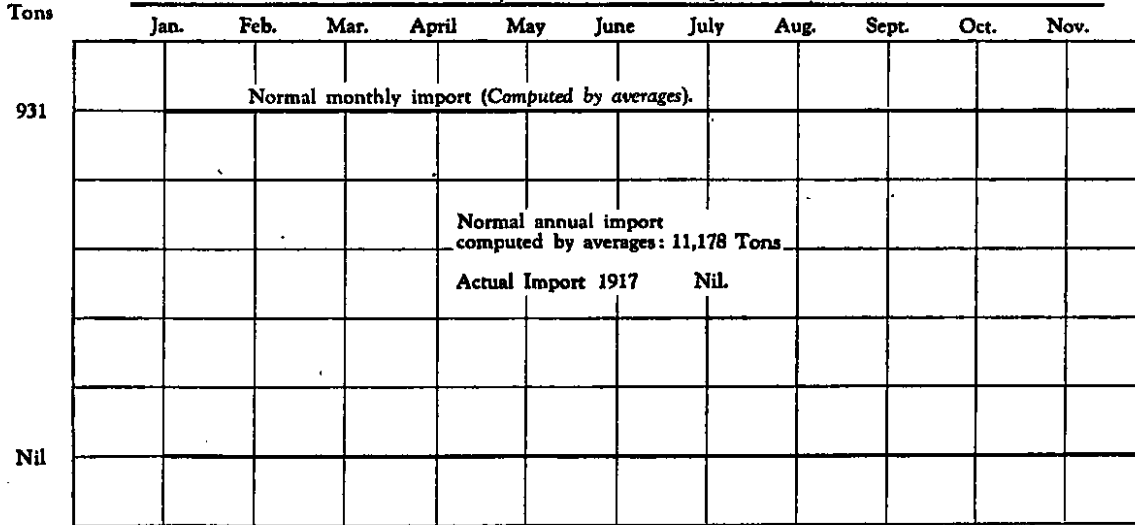 Tons
Jan. Feb. Mar. April May June July Aug. Sept. Oct. Nov.
Normal monthly import (Computed by averages).
931
Normal annual import
computed by averages: 11,178 Tons
Actual Import 1917 Nil.
Nil